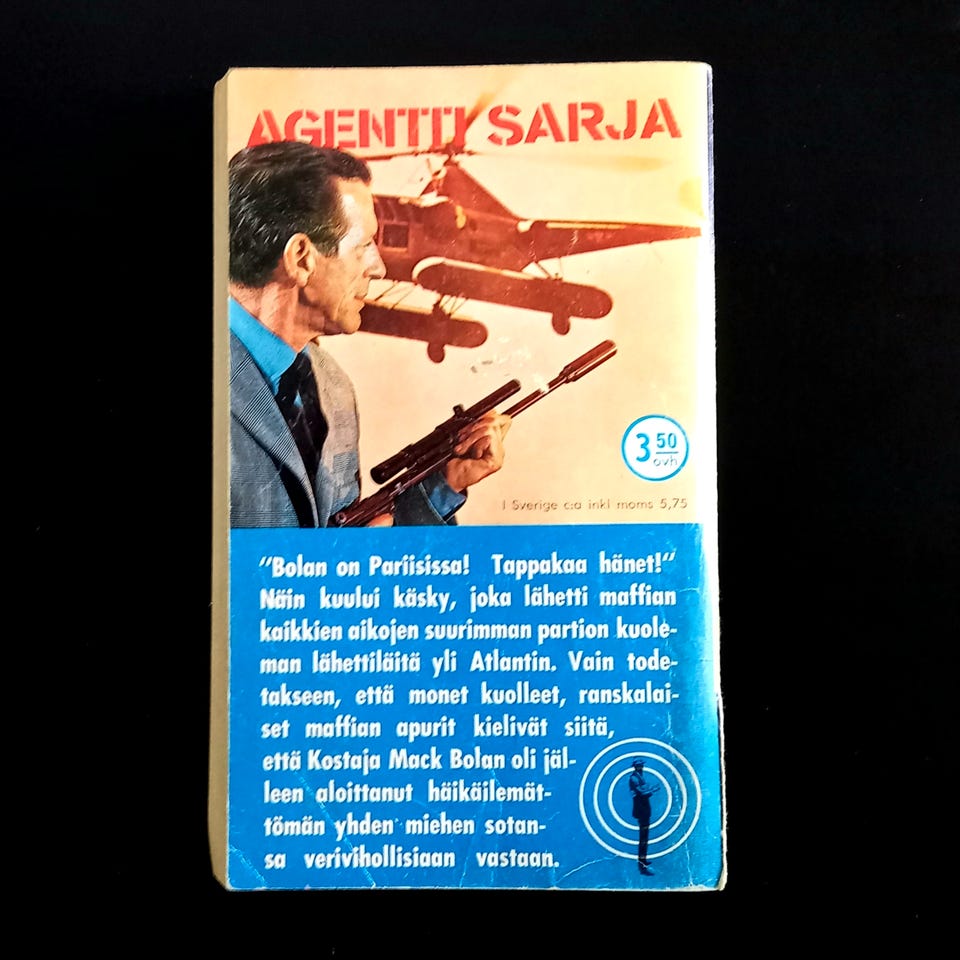 AGENTTI SARJA
3 50
ovh
I Sverige c:a inkl moms 5,75
“Bolan on Pariisissa! Tappakaa hänet!“
Näin kuului käsky, joka lähetti maffian
kaikkien aikojen suurimman partion kuole-
man lähettiläitä yli Atlantin. Vain tode-
takseen, että monet kuolleet, ranskalai-
set maffian apurit kielivät siitä,
että Kostaja Mack Bolan oli jäl-
leen aloittanut häikäilemät-
tömän yhden miehen sotan-
sa verivihollisiaan vastaan.